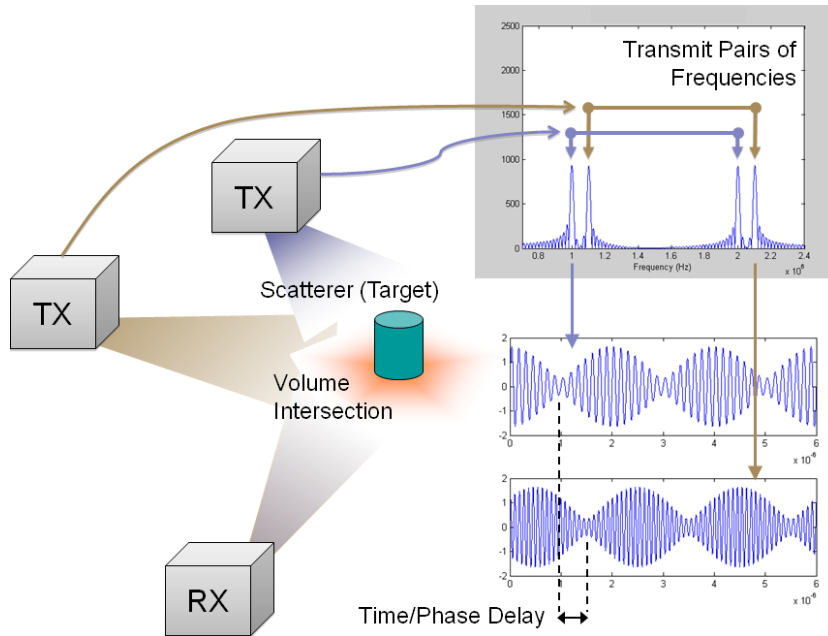 Transmit Pairs of
Frequencies
2500
2000
1500
1000
500
0
0.8 1 1.2 1.4 1.6 1.8 2 2.2 2.4
Frequency (Hz)
x 10^6
TX
TX
Scatterer (Target)
Volume
Intersection
RX
2
1
0
-1
-2
0 1 2 3 4 5 6
x 10^-6
2
1
0
-1
-2
0 1 2 3 4 5 6
x 10^-6
Time/Phase Delay